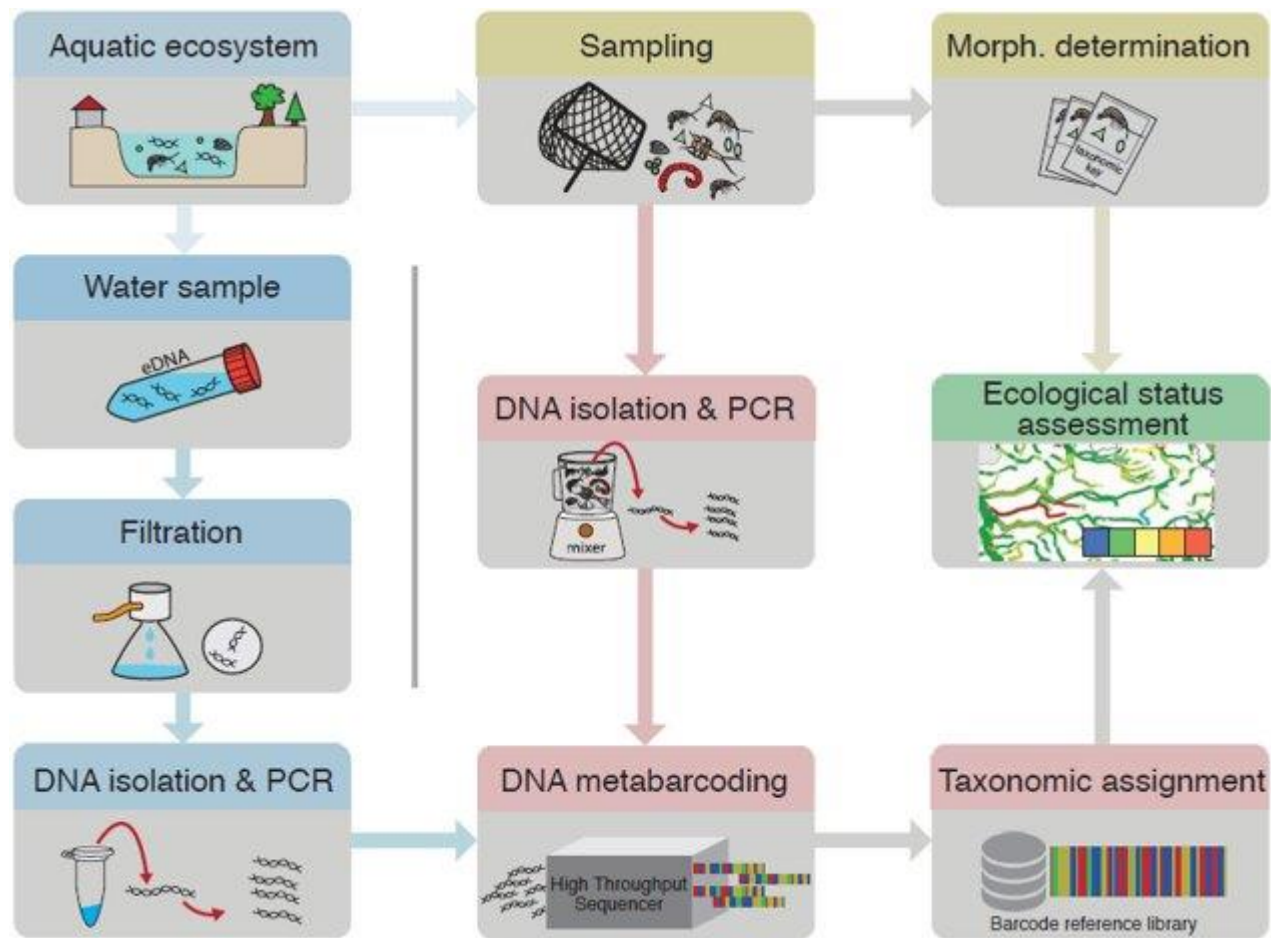 Aquatic ecosystem
Sampling
Morph. determination
taxonomic
key
Water sample
eDNA
DNA isolation & PCR
mixer
Ecological status
assessment
Filtration
DNA isolation & PCR
DNA metabarcoding
High Throughput
Sequencer
Taxonomic assignment
Barcode reference library